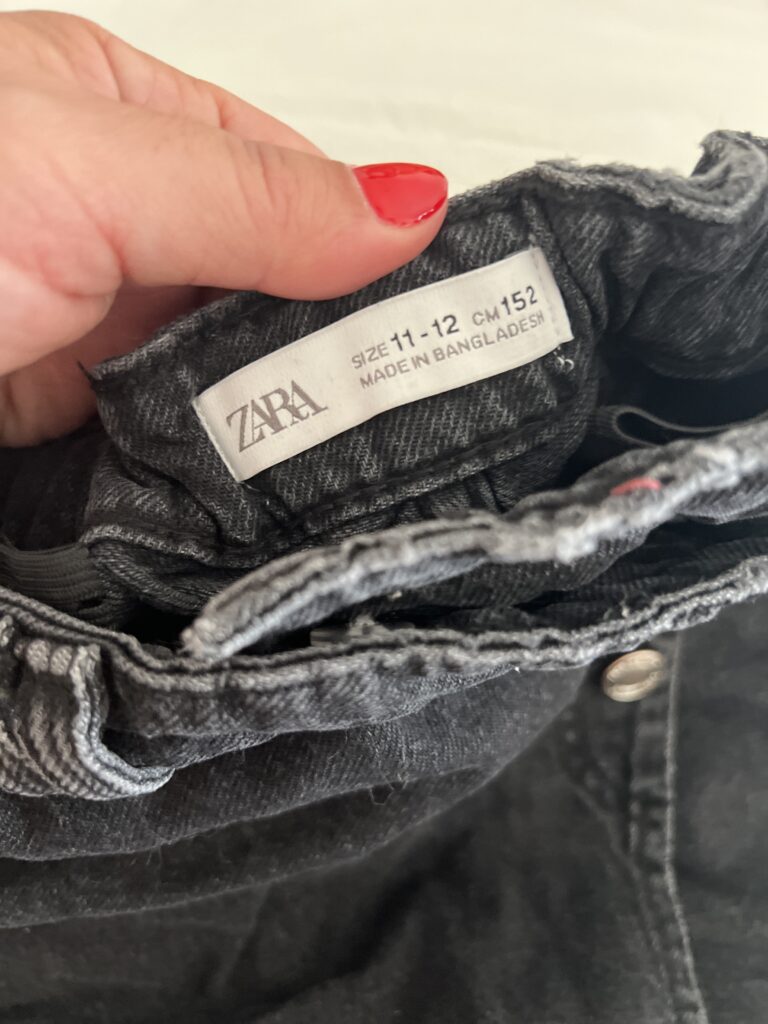 ZARA
SIZE 11-12 CM 152
MADE IN BANGLADESH